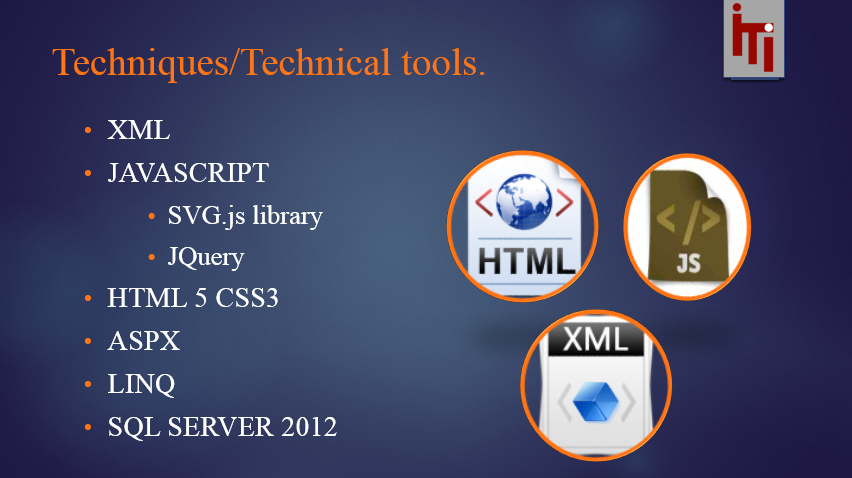 Techniques/Technical tools.
iTi
• XML
• JAVASCRIPT
• SVG.js library
• JQuery
• HTML 5 CSS3
• ASPX
• LINQ
• SQL SERVER 2012
< >
HTML
</>
JS
XML
< >